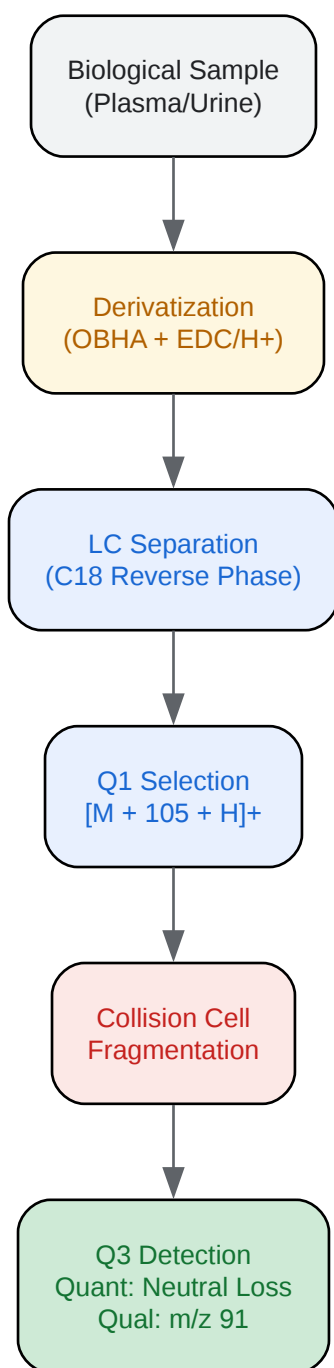 Biological Sample
(Plasma/Urine)
Derivatization
(OBHA + EDC/H+)
LC Separation
(C18 Reverse Phase)
Q1 Selection
[M + 105 + H]+
Collision Cell
Fragmentation
Q3 Detection
Quant: Neutral Loss
Qual: m/z 91